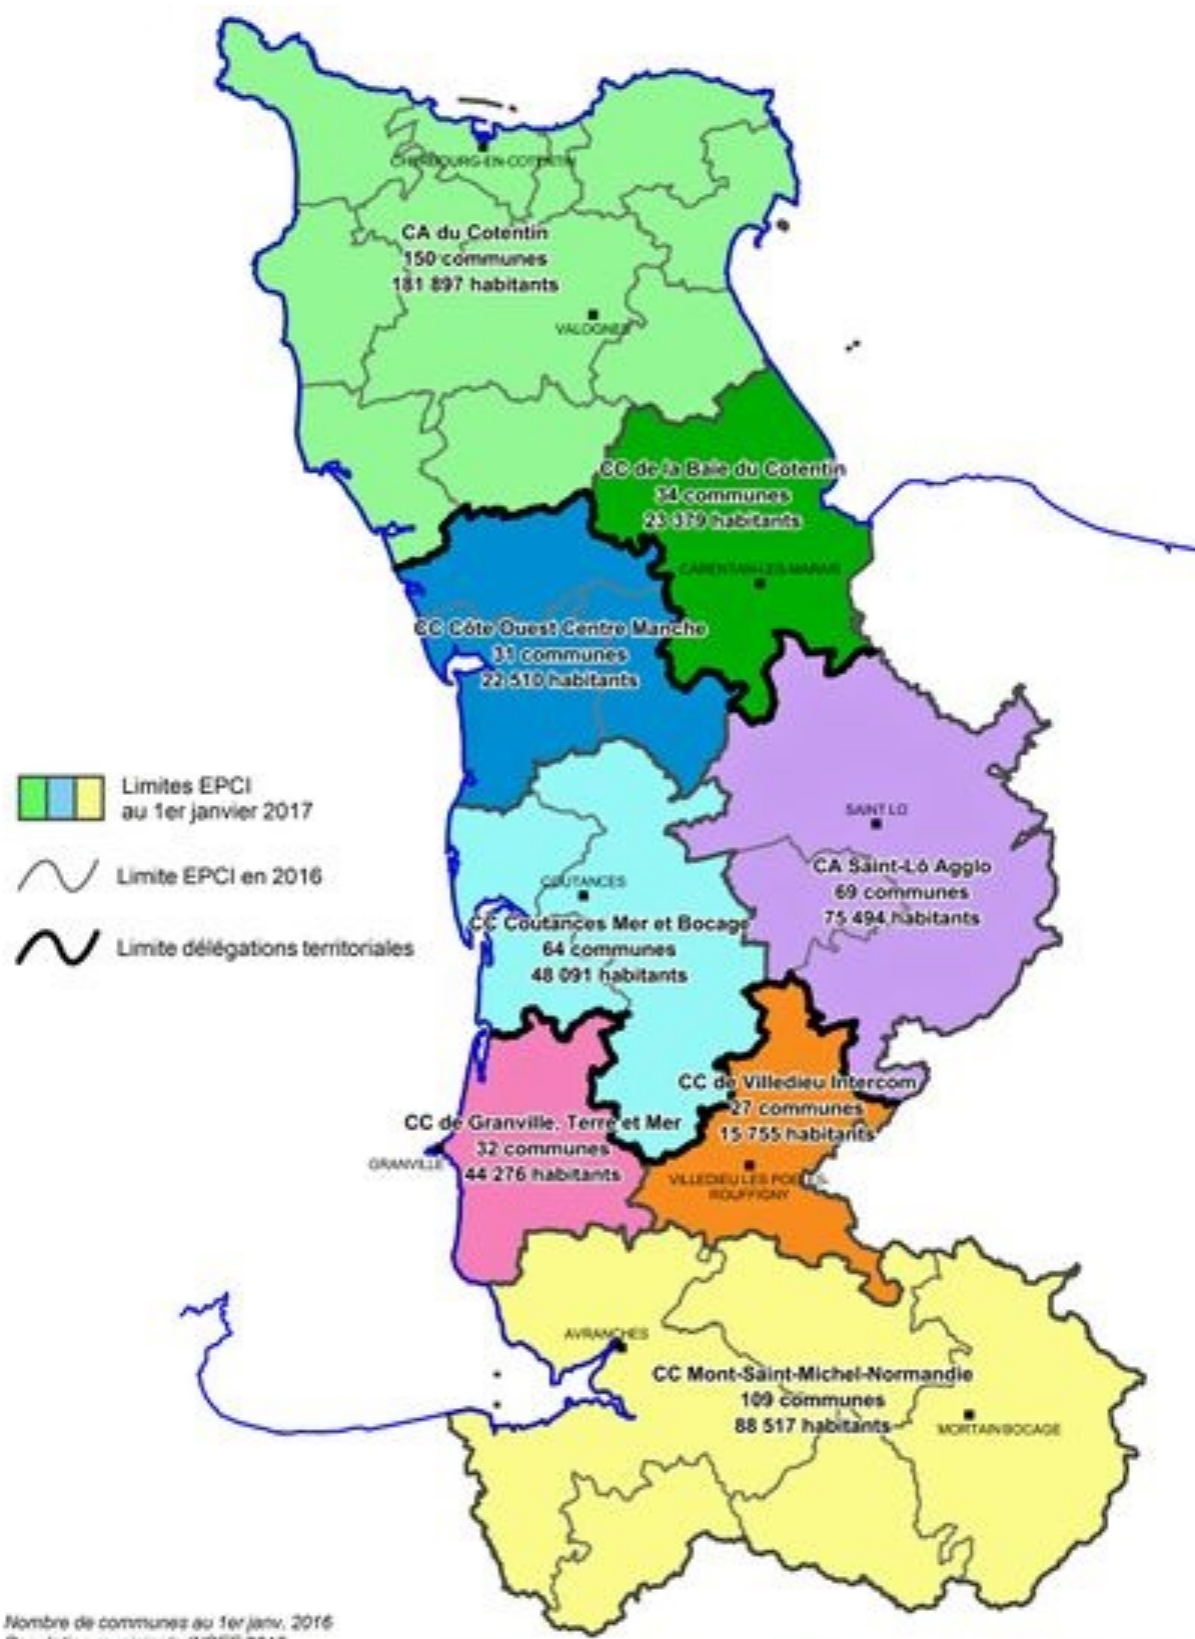 CHERBOURG-EN-COTENTIN
CA du Cotentin
150 communes
181 897 habitants
VALOGNES
CC de la Baie du Cotentin
34 communes
23 379 habitants
CARENTAN-LES-MARAIS
CC Côte Ouest Centre Manche
31 communes
22 510 habitants
Limites EPCI
au 1er janvier 2017
Limite EPCI en 2016
Limite délégations territoriales
SAINT LO
CA Saint-Lô Agglo
69 communes
75 494 habitants
COUTANCES
CC Coutances Mer et Bocage
64 communes
48 091 habitants
CC de Villedieu Intercom
27 communes
15 755 habitants
VILLEDIEU LES POELES-
ROUFFIGNY
CC de Granville, Terre et Mer
32 communes
44 276 habitants
GRANVILLE
AVRANCHES
CC Mont-Saint-Michel-Normandie
109 communes
88 517 habitants
MORTAIN BOCAGE
Nombre de communes au 1er janv. 2016